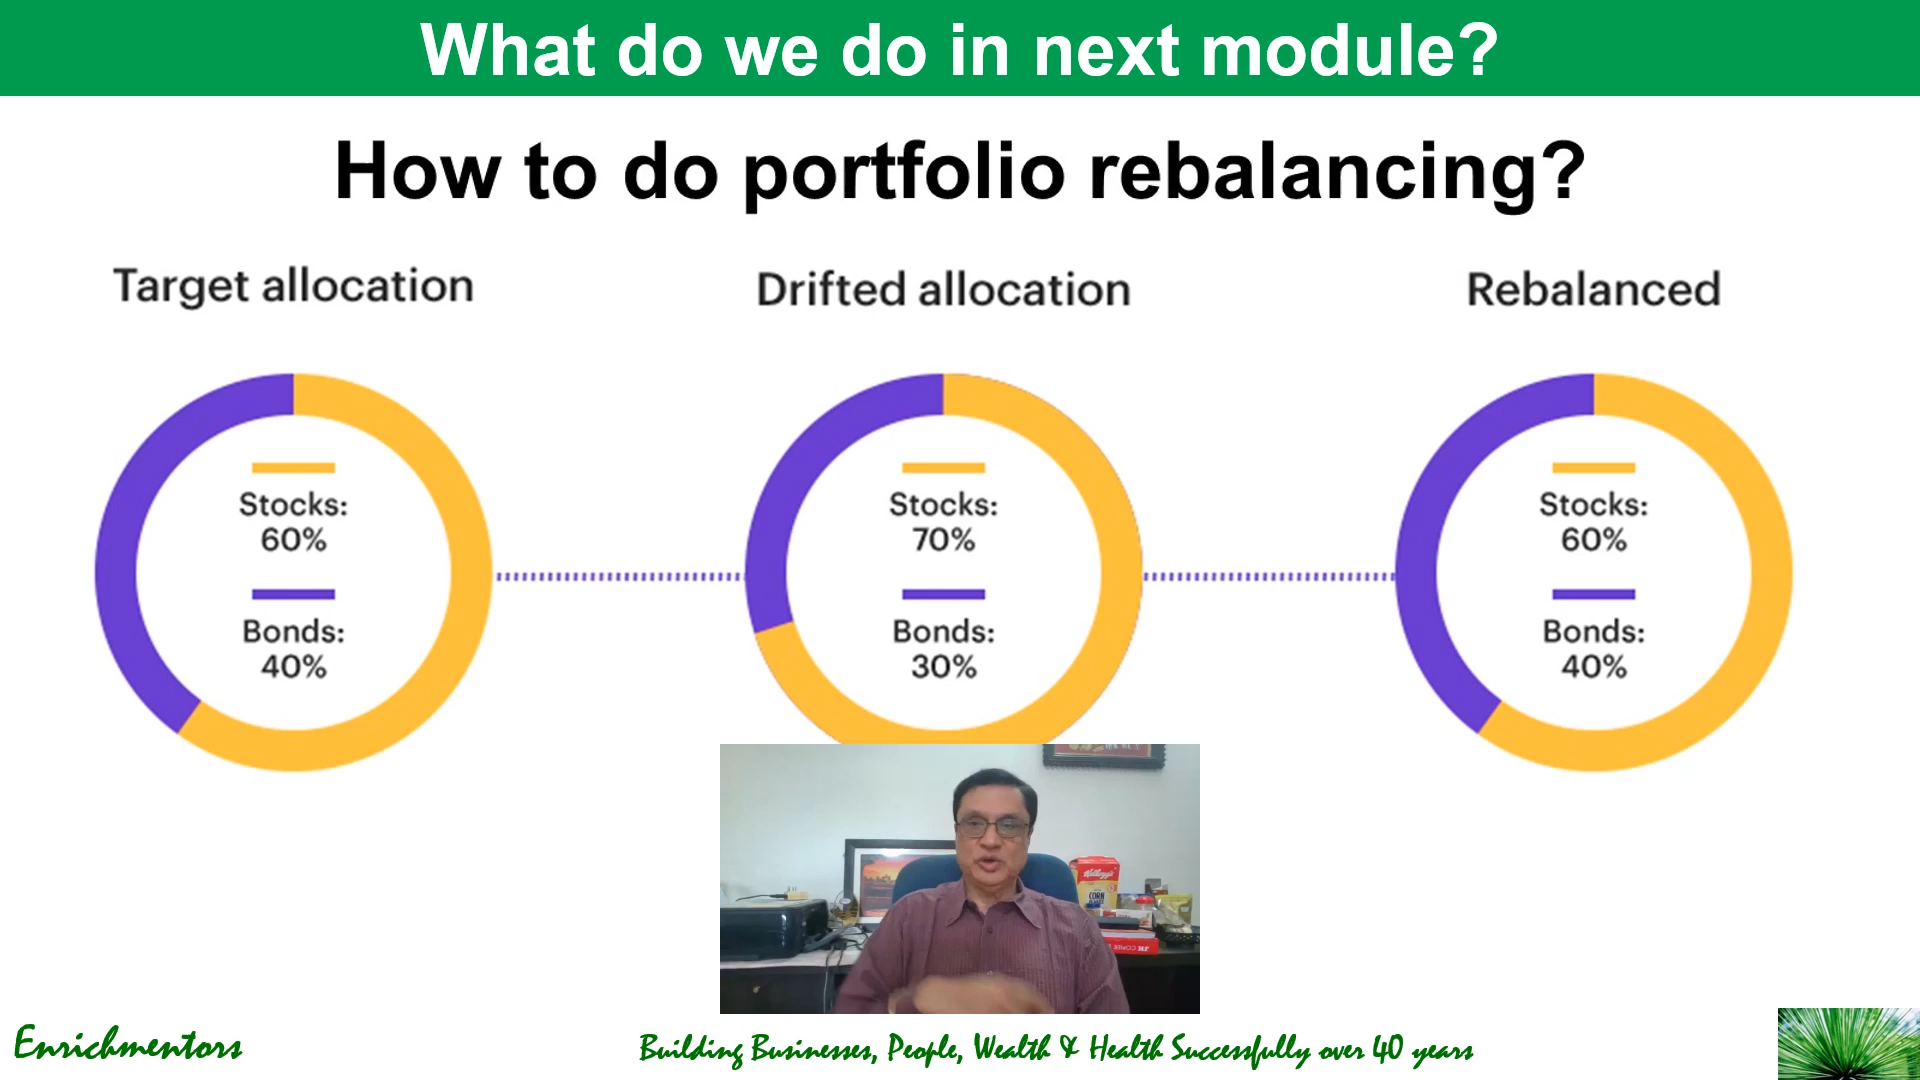 What do we do in next module?
How to do portfolio rebalancing?
Target allocation
Drifted allocation
Rebalanced
Stocks:
60%
Bonds:
40%
Stocks:
70%
Bonds:
30%
Stocks:
60%
Bonds:
40%
Kellogg's
CORN
Enrichmentors
Building Businesses, People, Wealth & Health Successfully over 40 years